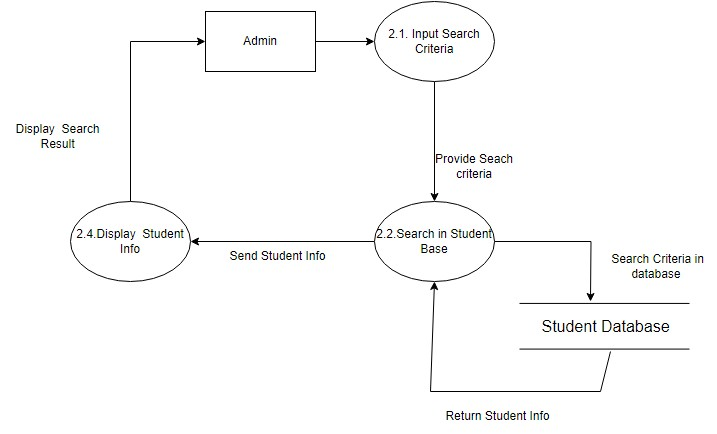 Admin
2.1. Input Search
Criteria
Display Search
Result
Provide Seach
criteria
2.4.Display Student
Info
Send Student Info
2.2.Search in Student
Base
Search Criteria in
database
Student Database
Return Student Info